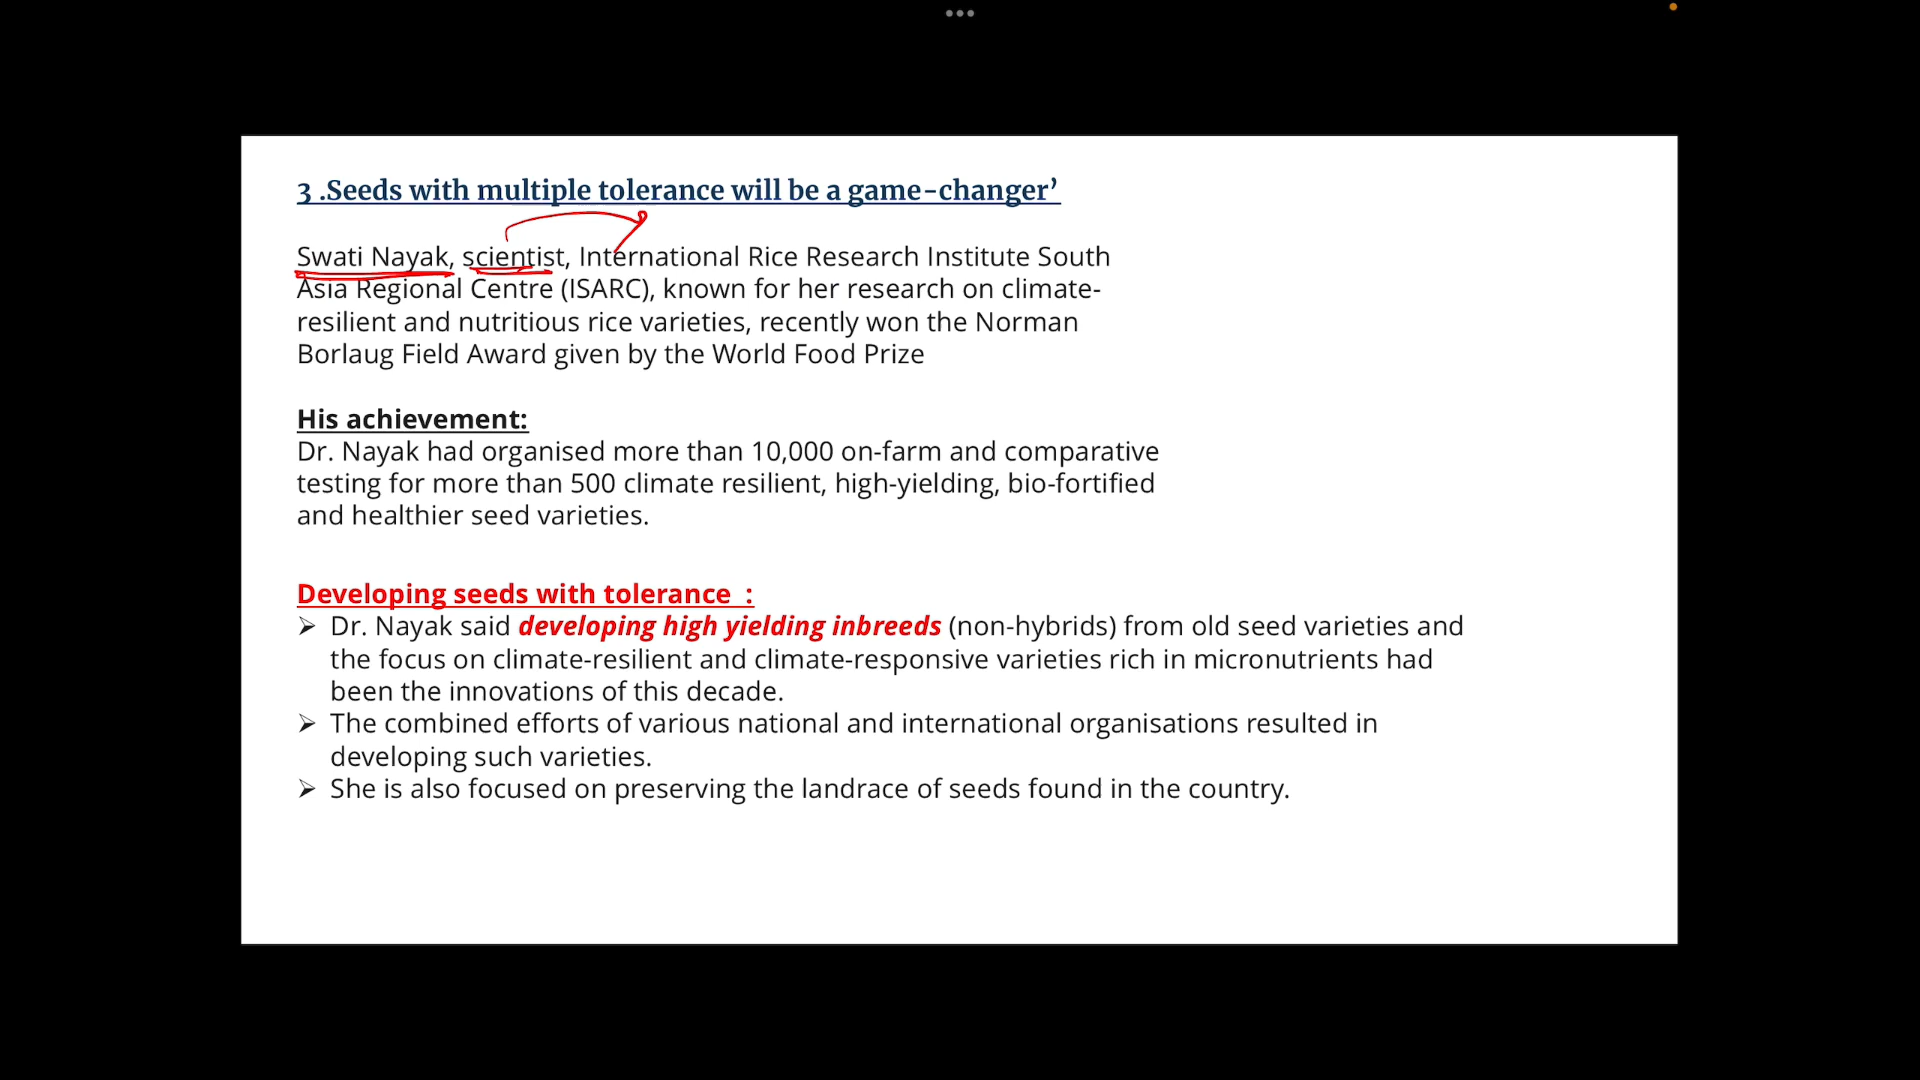 3 .Seeds with multiple tolerance will be a game-changer’
Swati Nayak, scientist, International Rice Research Institute South
Asia Regional Centre (ISARC), known for her research on climate-
resilient and nutritious rice varieties, recently won the Norman
Borlaug Field Award given by the World Food Prize
His achievement:
Dr. Nayak had organised more than 10,000 on-farm and comparative
testing for more than 500 climate resilient, high-yielding, bio-fortified
and healthier seed varieties.
Developing seeds with tolerance  :
➢ Dr. Nayak said developing high yielding inbreeds (non-hybrids) from old seed varieties and
the focus on climate-resilient and climate-responsive varieties rich in micronutrients had
been the innovations of this decade.
➢ The combined efforts of various national and international organisations resulted in
developing such varieties.
➢ She is also focused on preserving the landrace of seeds found in the country.